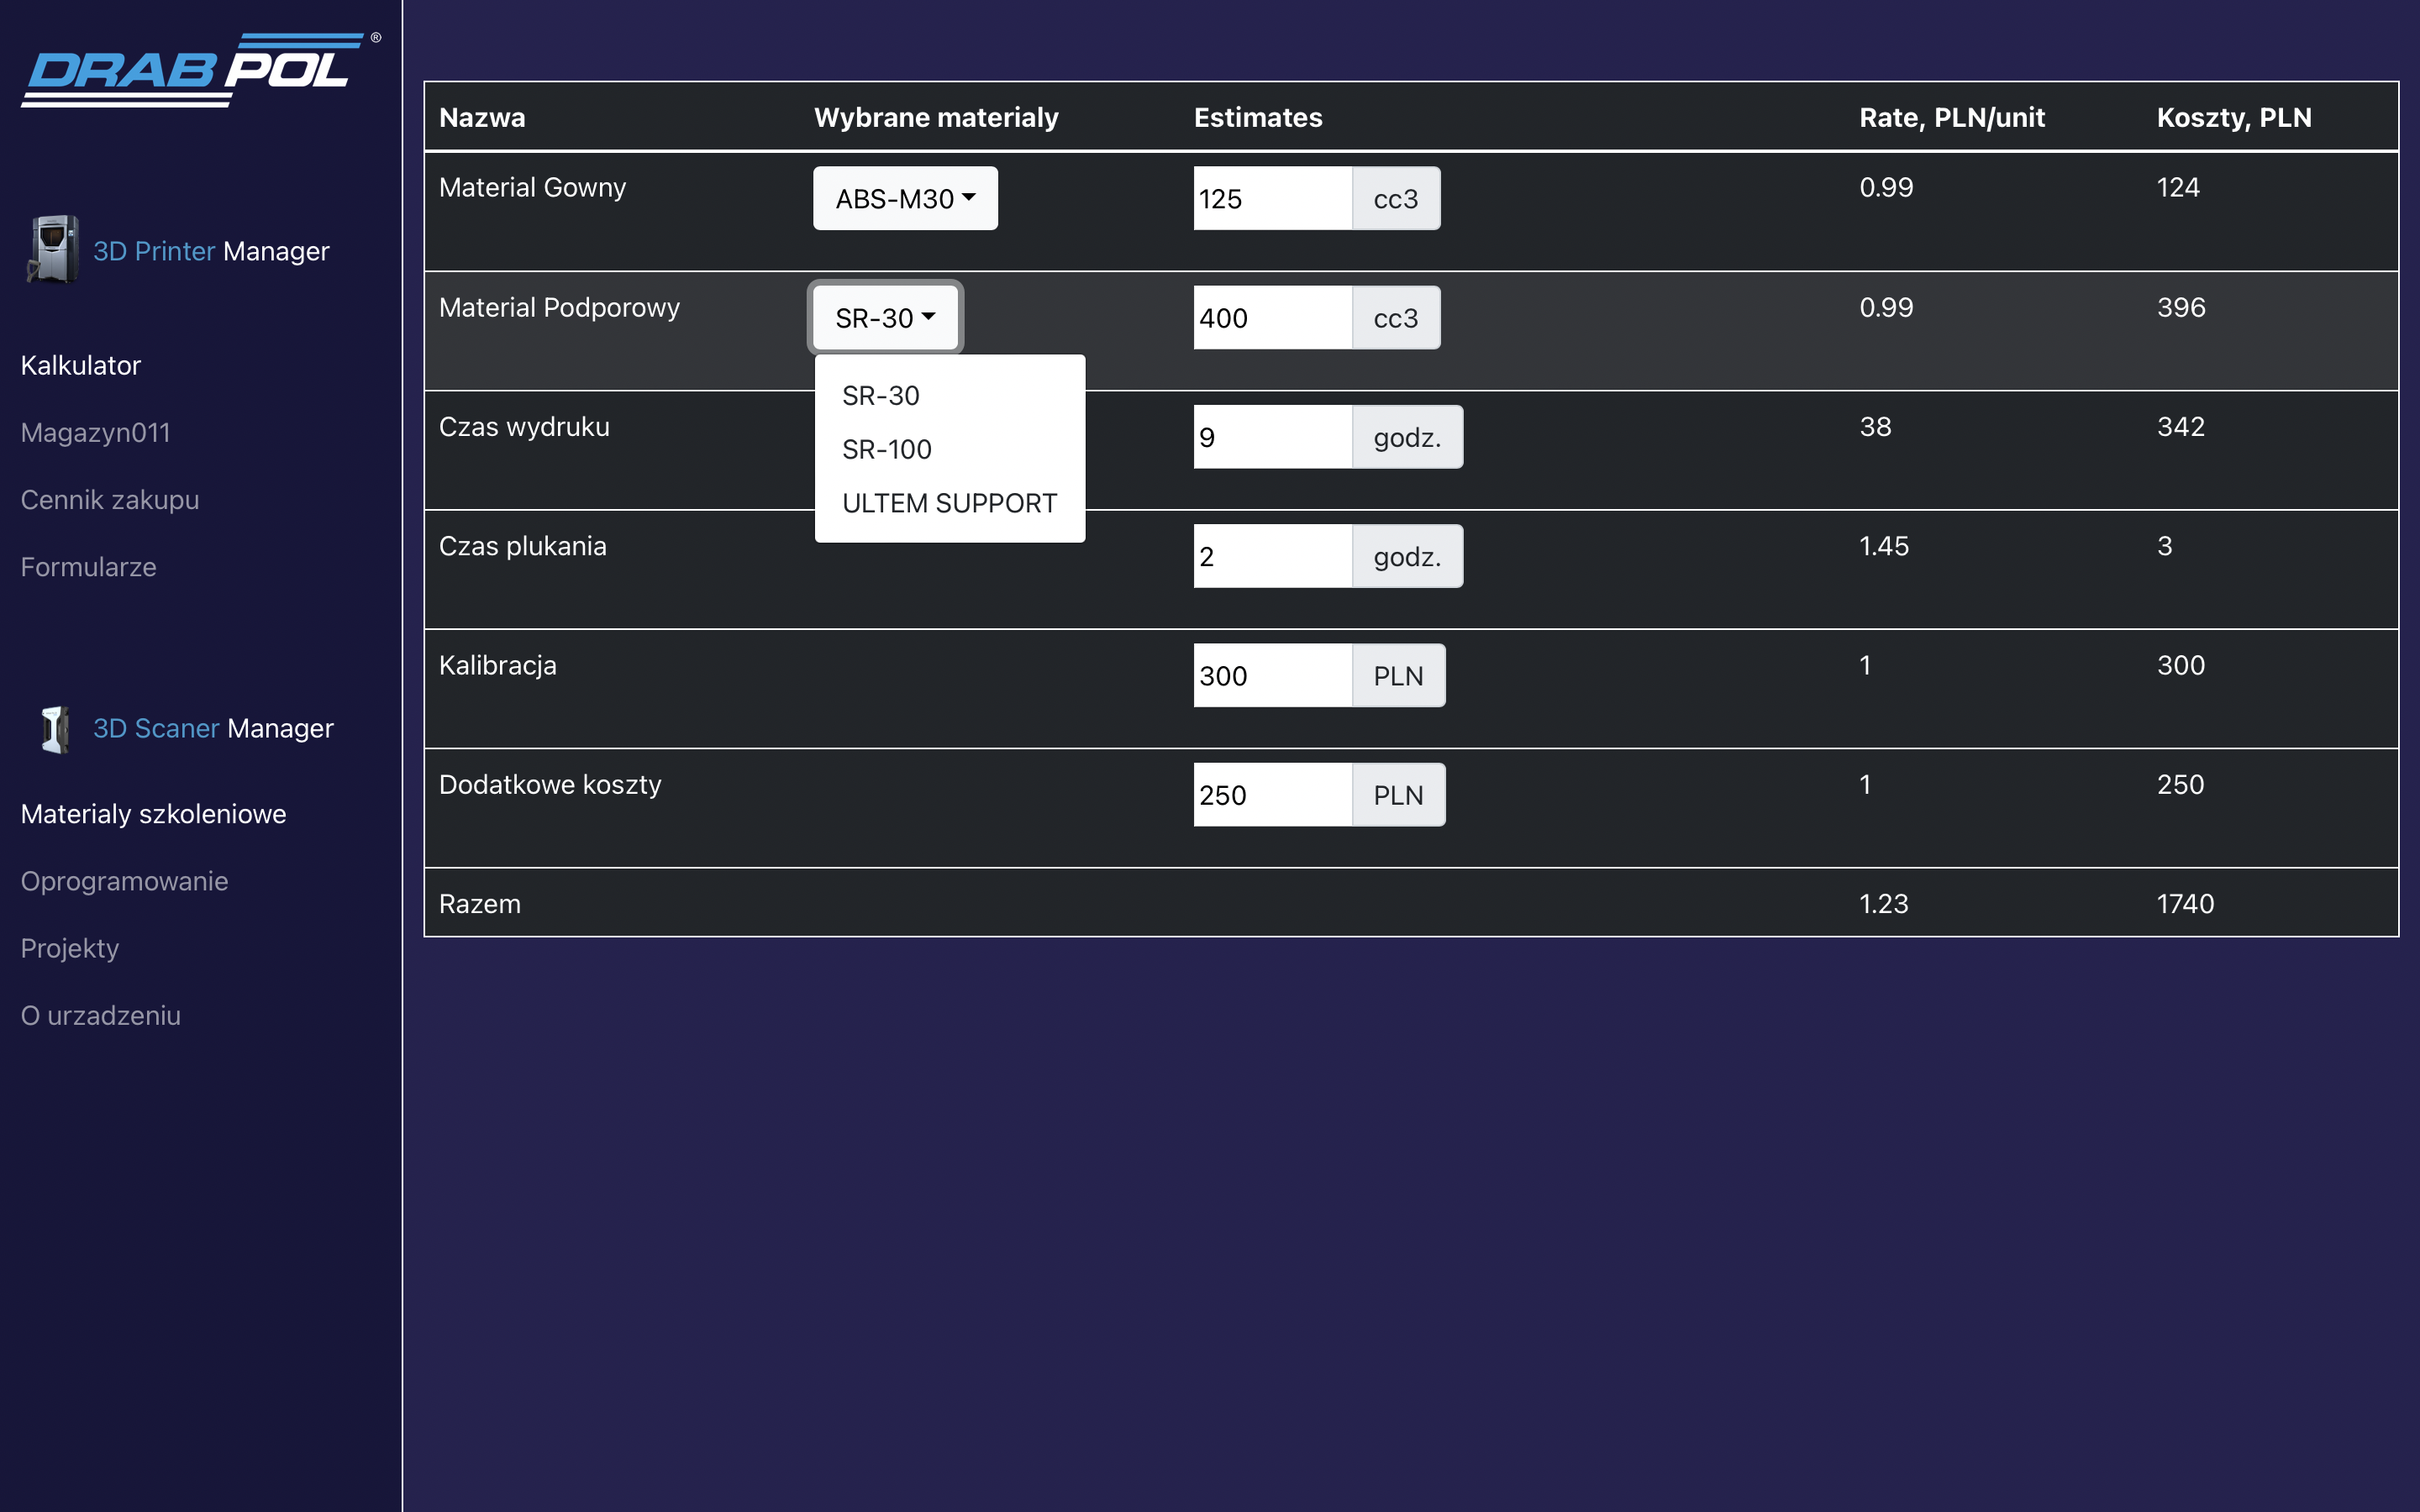 DRABPOL ®
3D Printer Manager
Kalkulator
Magazyn011
Cennik zakupu
Formularze
3D Scaner Manager
Materialy szkoleniowe
Oprogramowanie
Projekty
O urzadzeniu
Nazwa Wybrane materialy Estimates Rate, PLN/unit Koszty, PLN
Material Gowny ABS-M30 125 cc3 0.99 124
Material Podporowy SR-30 400 cc3 0.99 396
SR-30
SR-100
ULTEM SUPPORT
Czas wydruku 9 godz. 38 342
Czas plukania 2 godz. 1.45 3
Kalibracja 300 PLN 1 300
Dodatkowe koszty 250 PLN 1 250
Razem 1.23 1740